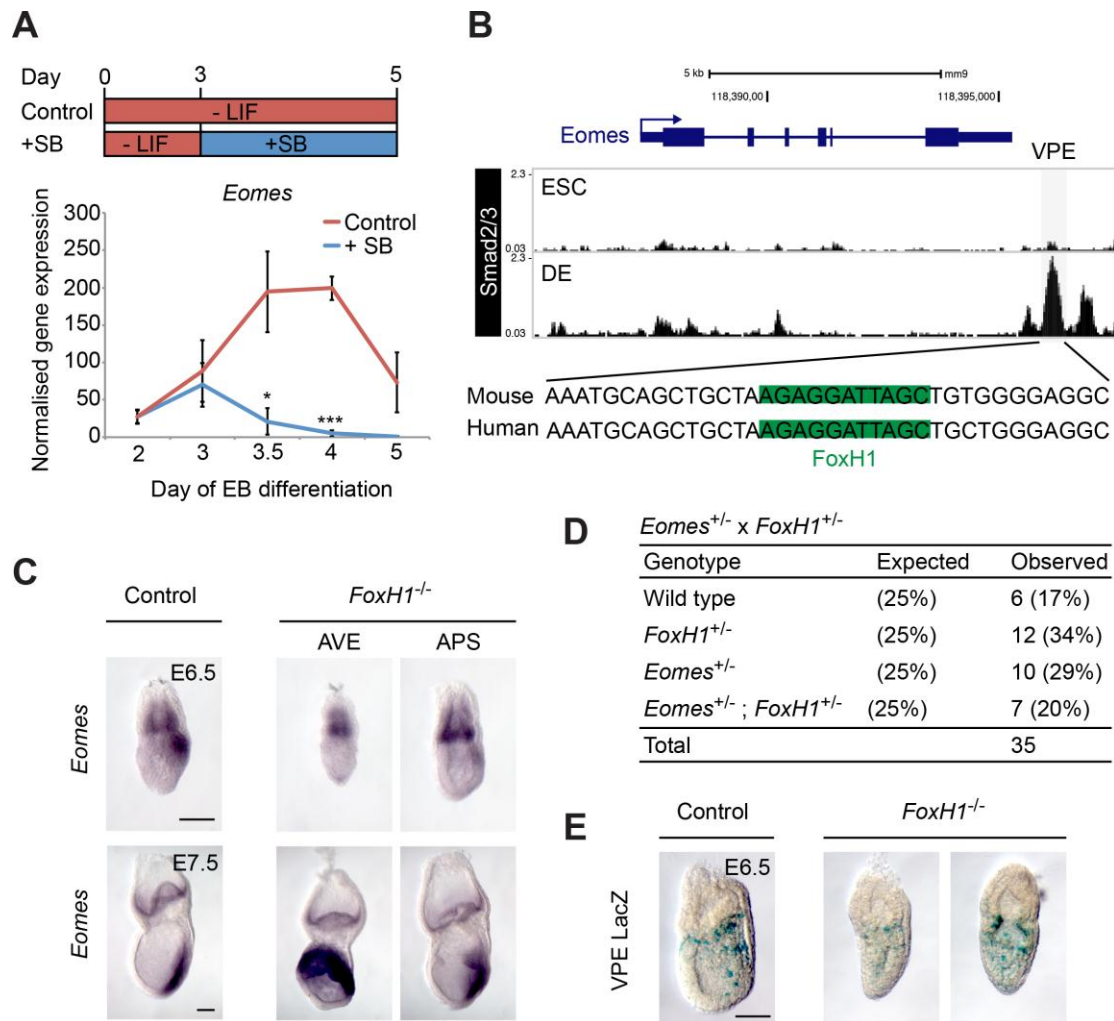 A
Day
0 3 5
Control - LIF
+SB - LIF +SB
Eomes
Control
+ SB
Normalised gene expression
300
250
200
150
100
50
0
*
***
2 3 3.5 4 5
Day of EB differentiation
B
5 kb mm9
118,390,00 118,395,000
Eomes
VPE
Smad2/3
2.3
ESC
0.03
2.3
DE
0.03
Mouse AAATGCAGCTGCTAAGAGGATTAGCTGTGGGGAGGC
Human AAATGCAGCTGCTAAGAGGATTAGCTGCTGGGAGGC
FoxH1
C
Control FoxH1-/-
AVE APS
Eomes
E6.5
Eomes
E7.5
D
Eomes+/- x FoxH1+/-
Genotype Expected Observed
Wild type (25%) 6 (17%)
FoxH1+/- (25%) 12 (34%)
Eomes+/- (25%) 10 (29%)
Eomes+/- ; FoxH1+/- (25%) 7 (20%)
Total 35
E
Control FoxH1-/-
VPE LacZ
E6.5